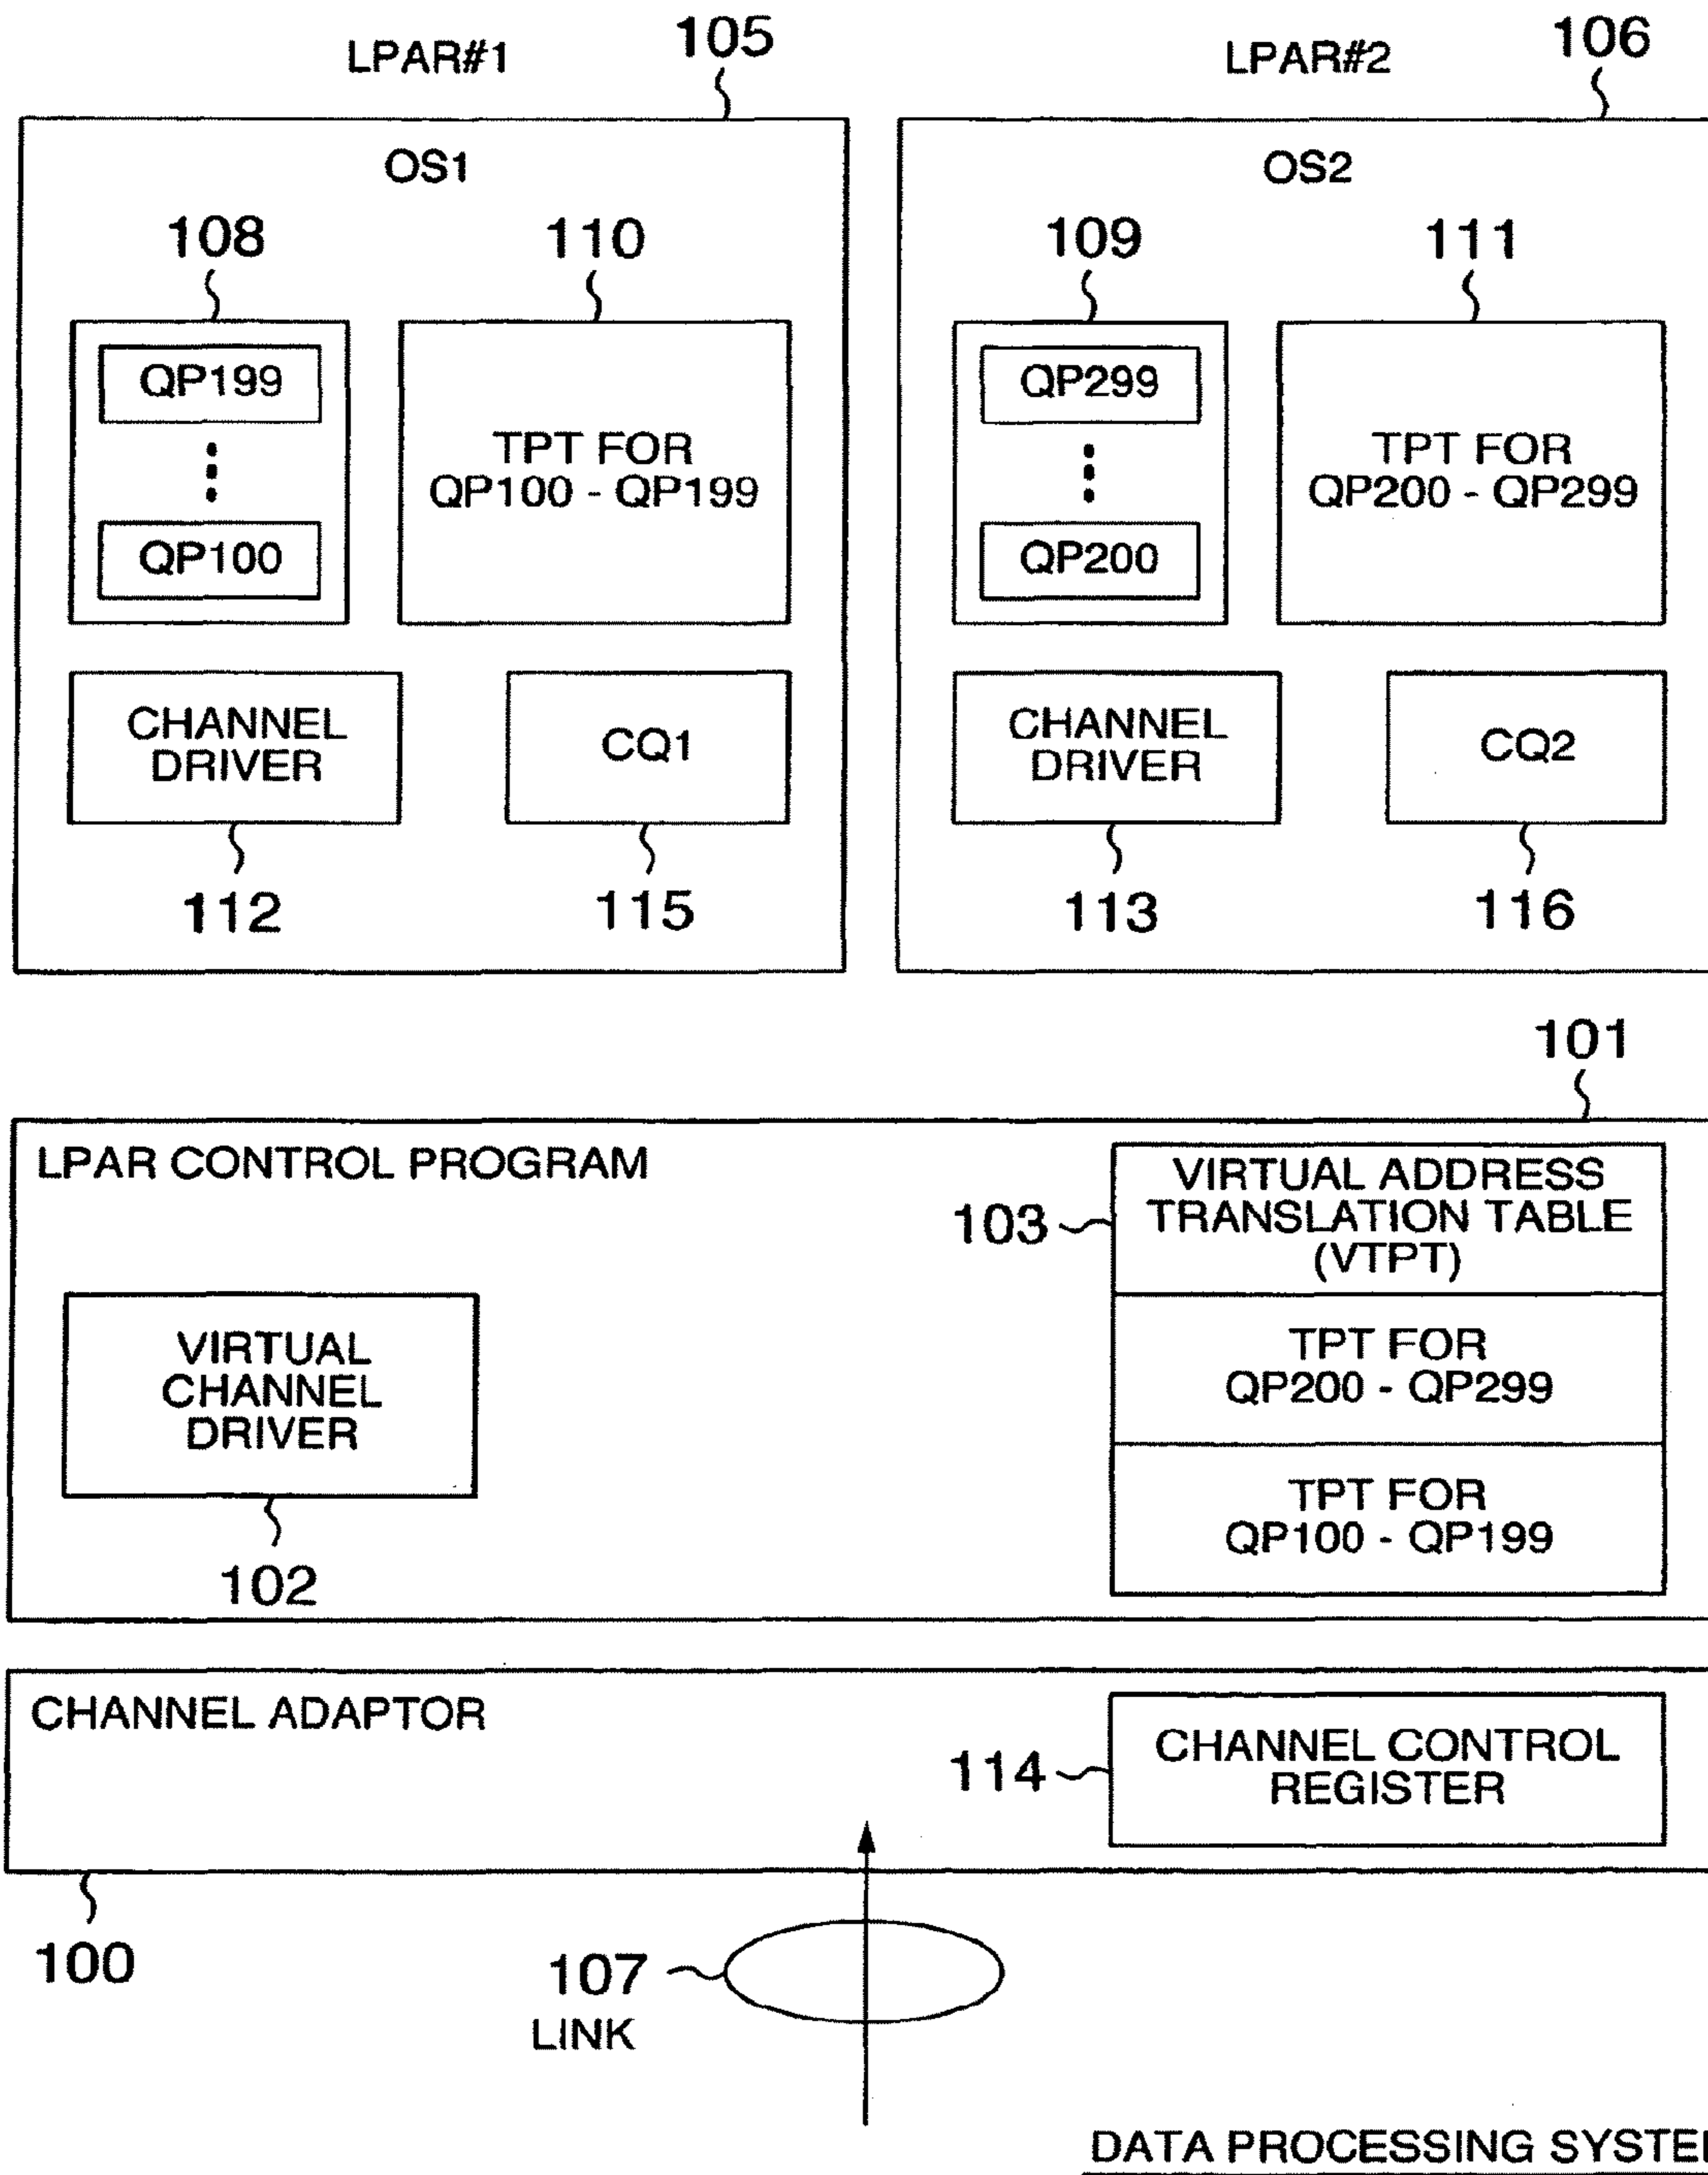 LPAR#1 105 LPAR#2 106
OS1
108 110
QP199
QP100
TPT FOR
QP100 - QP199
CHANNEL
DRIVER
CQ1
112 115
OS2
109 111
QP299
QP200
TPT FOR
QP200 - QP299
CHANNEL
DRIVER
CQ2
113 116
101
LPAR CONTROL PROGRAM
VIRTUAL
CHANNEL
DRIVER
102
103
VIRTUAL ADDRESS
TRANSLATION TABLE
(VTPT)
TPT FOR
QP200 - QP299
TPT FOR
QP100 - QP199
CHANNEL ADAPTOR
114
CHANNEL CONTROL
REGISTER
100
107
LINK
DATA PROCESSING